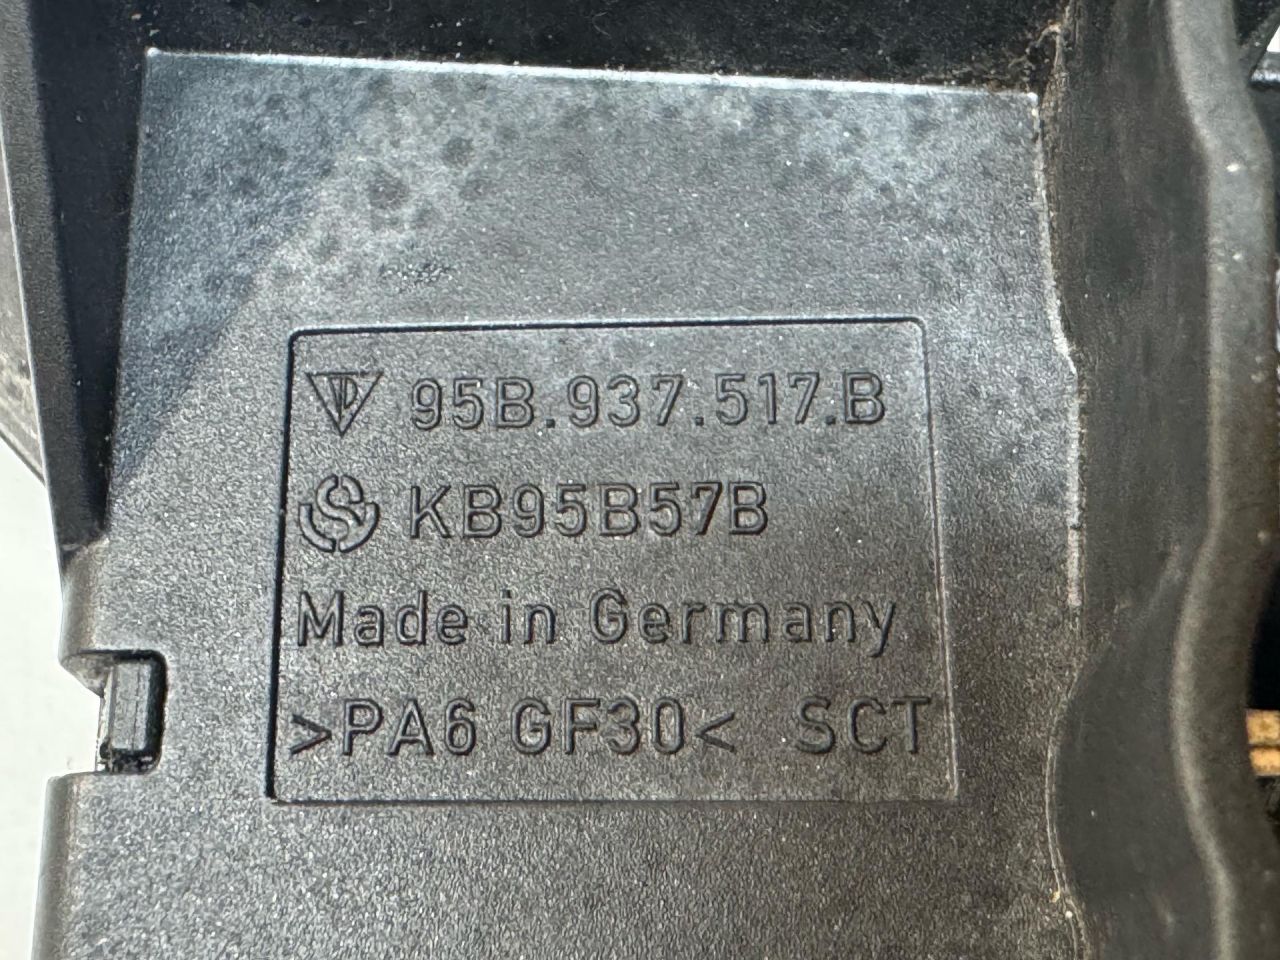 95B.937.517.B
KB95B57B
Made in Germany
>PA6 GF30< SCT